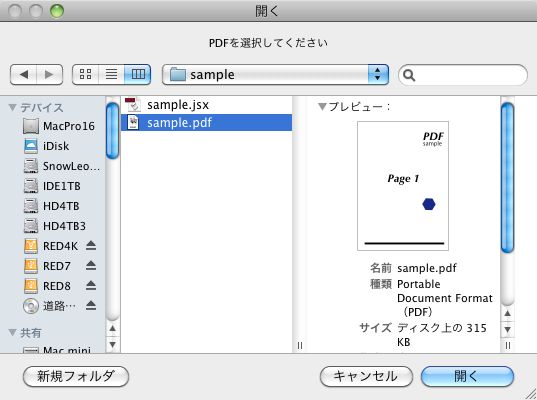 開く
PDFを選択してください
sample
デバイス
MacPro16
iDisk
SnowLeo...
IDE1TB
HD4TB
HD4TB3
RED4K
RED7
RED8
道路...
共有
Mac mini
sample.jsx
sample.pdf
プレビュー：
PDF
sample
Page 1
名前 sample.pdf
種類 Portable
Document Format
（PDF）
サイズ ディスク上の 315
KB
新規フォルダ
キャンセル
開く